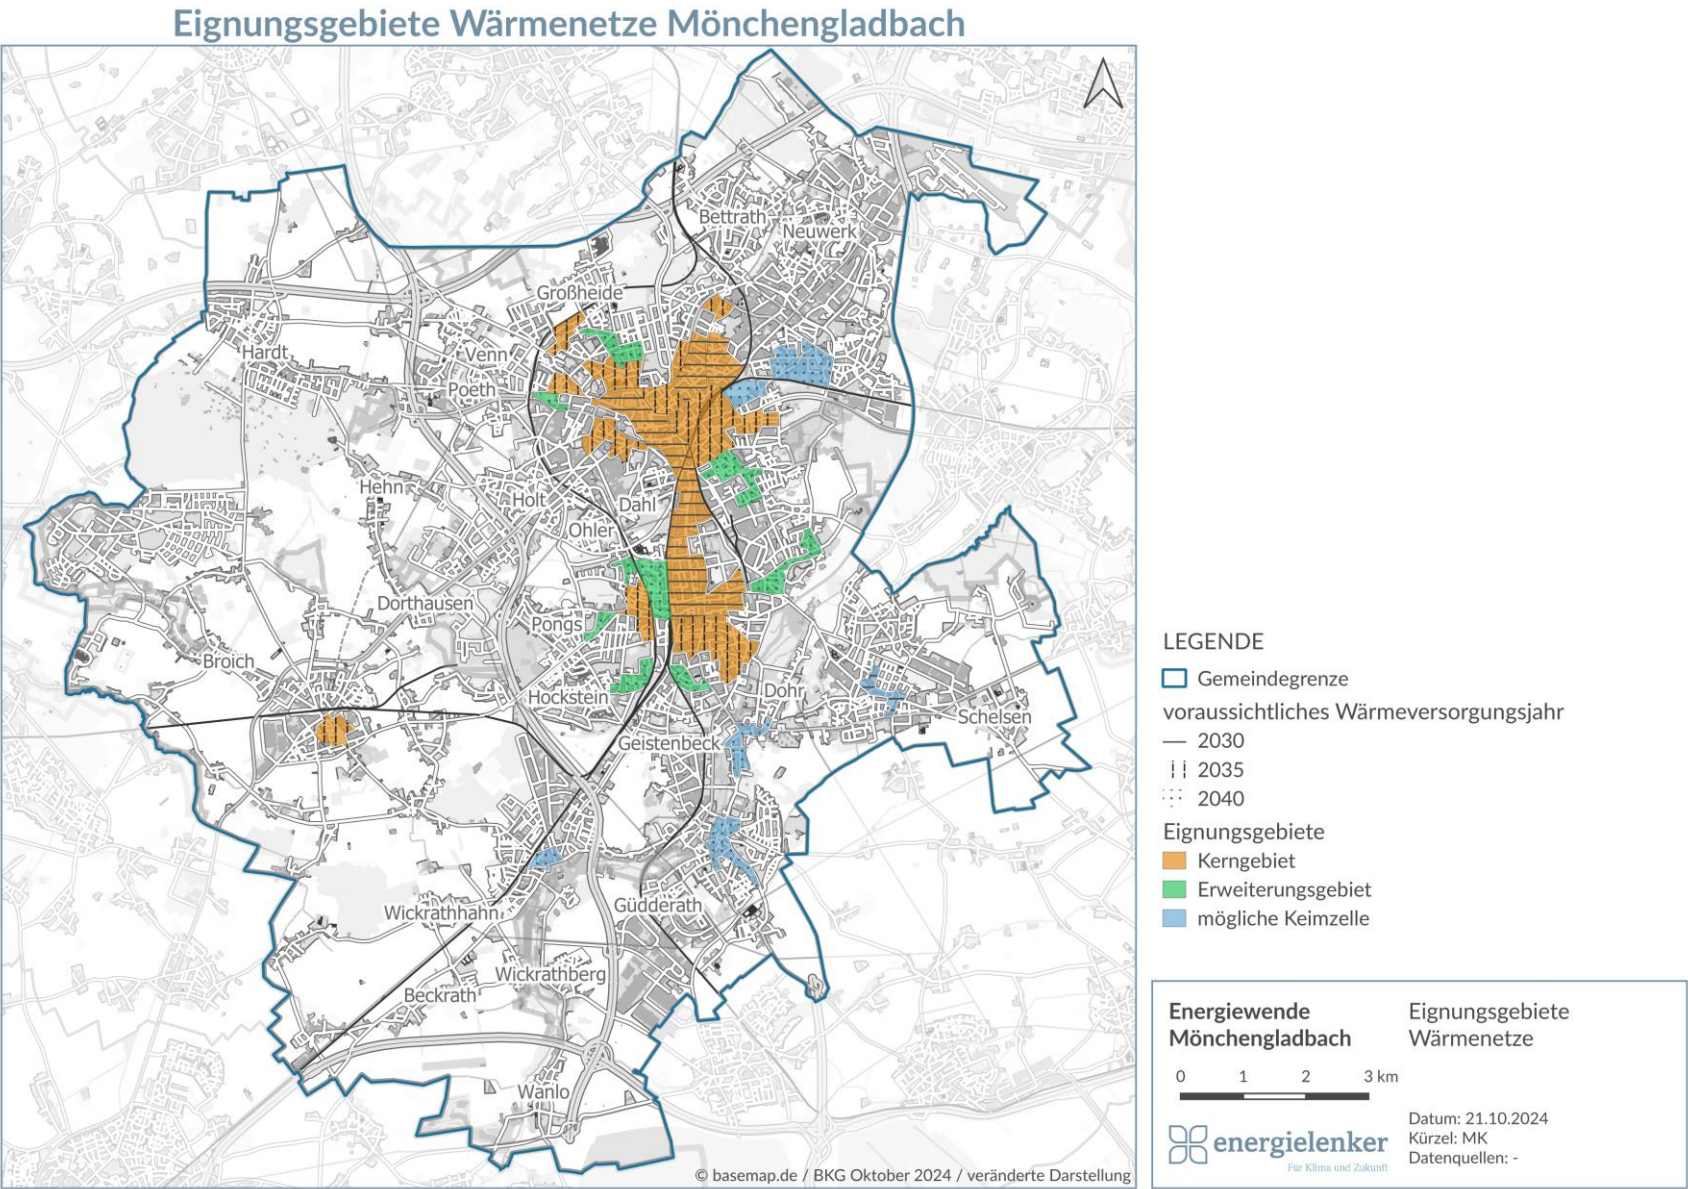 Eignungsgebiete Wärmenetze Mönchengladbach
Bettrath
Neuwerk
Großheide
Hardt
Venn
Poeth
Hehn
Holt
Dahl
Ohler
Dorthausen
Pongs
Broich
Hockstein
Dohr
Schelsen
Geistenbeck
Wickrathhahn
Güdderath
Wickrathberg
Beckrath
Wanlo
© basemap.de / BKG Oktober 2024 / veränderte Darstellung
LEGENDE
Gemeindegrenze
voraussichtliches Wärmeversorgungsjahr
2030
2035
2040
Eignungsgebiete
Kerngebiet
Erweiterungsgebiet
mögliche Keimzelle
Energiewende
Mönchengladbach
Eignungsgebiete
Wärmenetze
0 1 2 3 km
Datum: 21.10.2024
Kürzel: MK
Datenquellen: -
energielenker
Für Klima und Zukunft